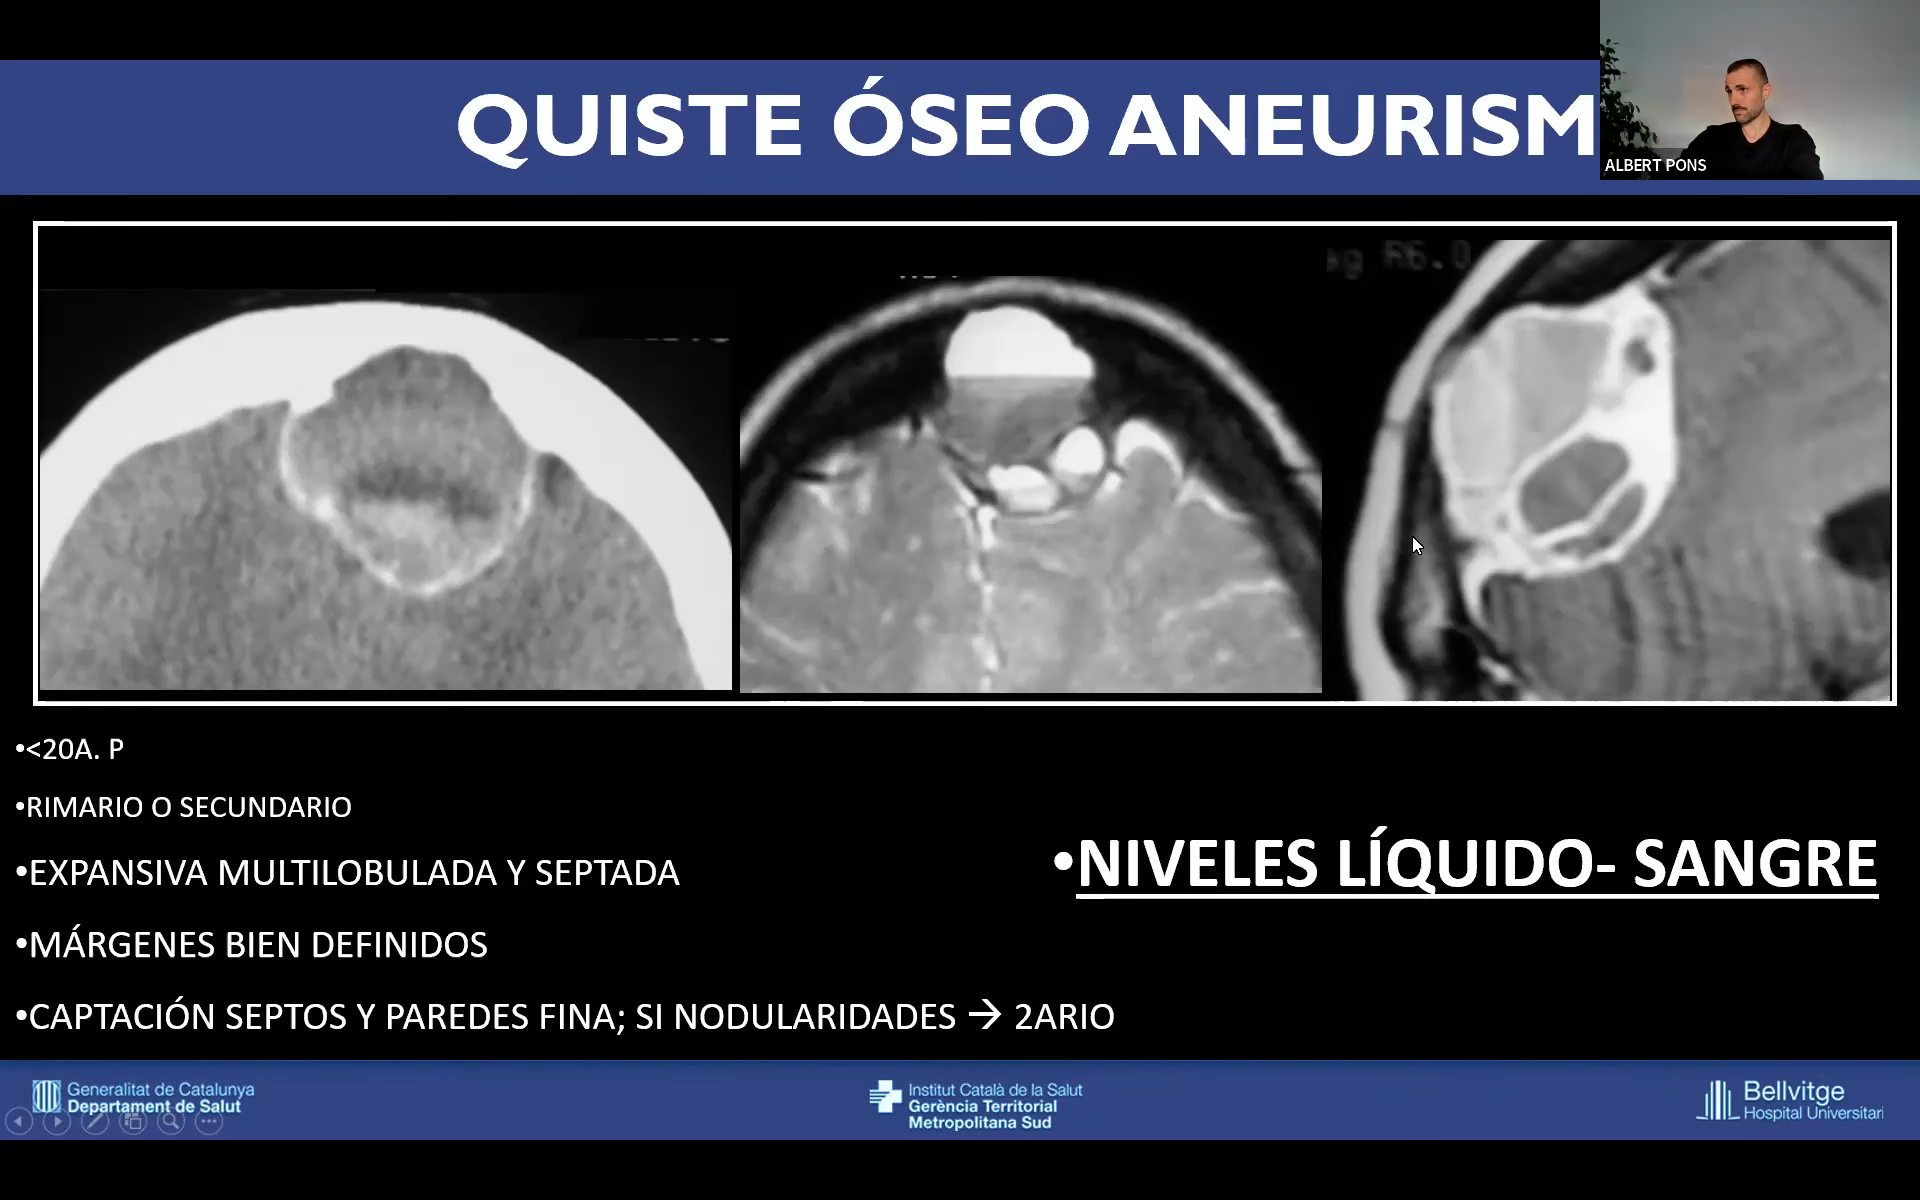 QUISTE ÓSEO ANEURISM
ALBERT PONS
R6.0
•<20A. P
•RIMARIO O SECUNDARIO
•EXPANSIVA MULTILOBULADA Y SEPTADA
•MÁRGENES BIEN DEFINIDOS
•CAPTACIÓN SEPTOS Y PAREDES FINA; SI NODULARIDADES → 2ARIO
•NIVELES LÍQUIDO- SANGRE
Generalitat de Catalunya
Departament de Salut
Institut Català de la Salut
Gerència Territorial
Metropolitana Sud
Bellvitge
Hospital Universitari